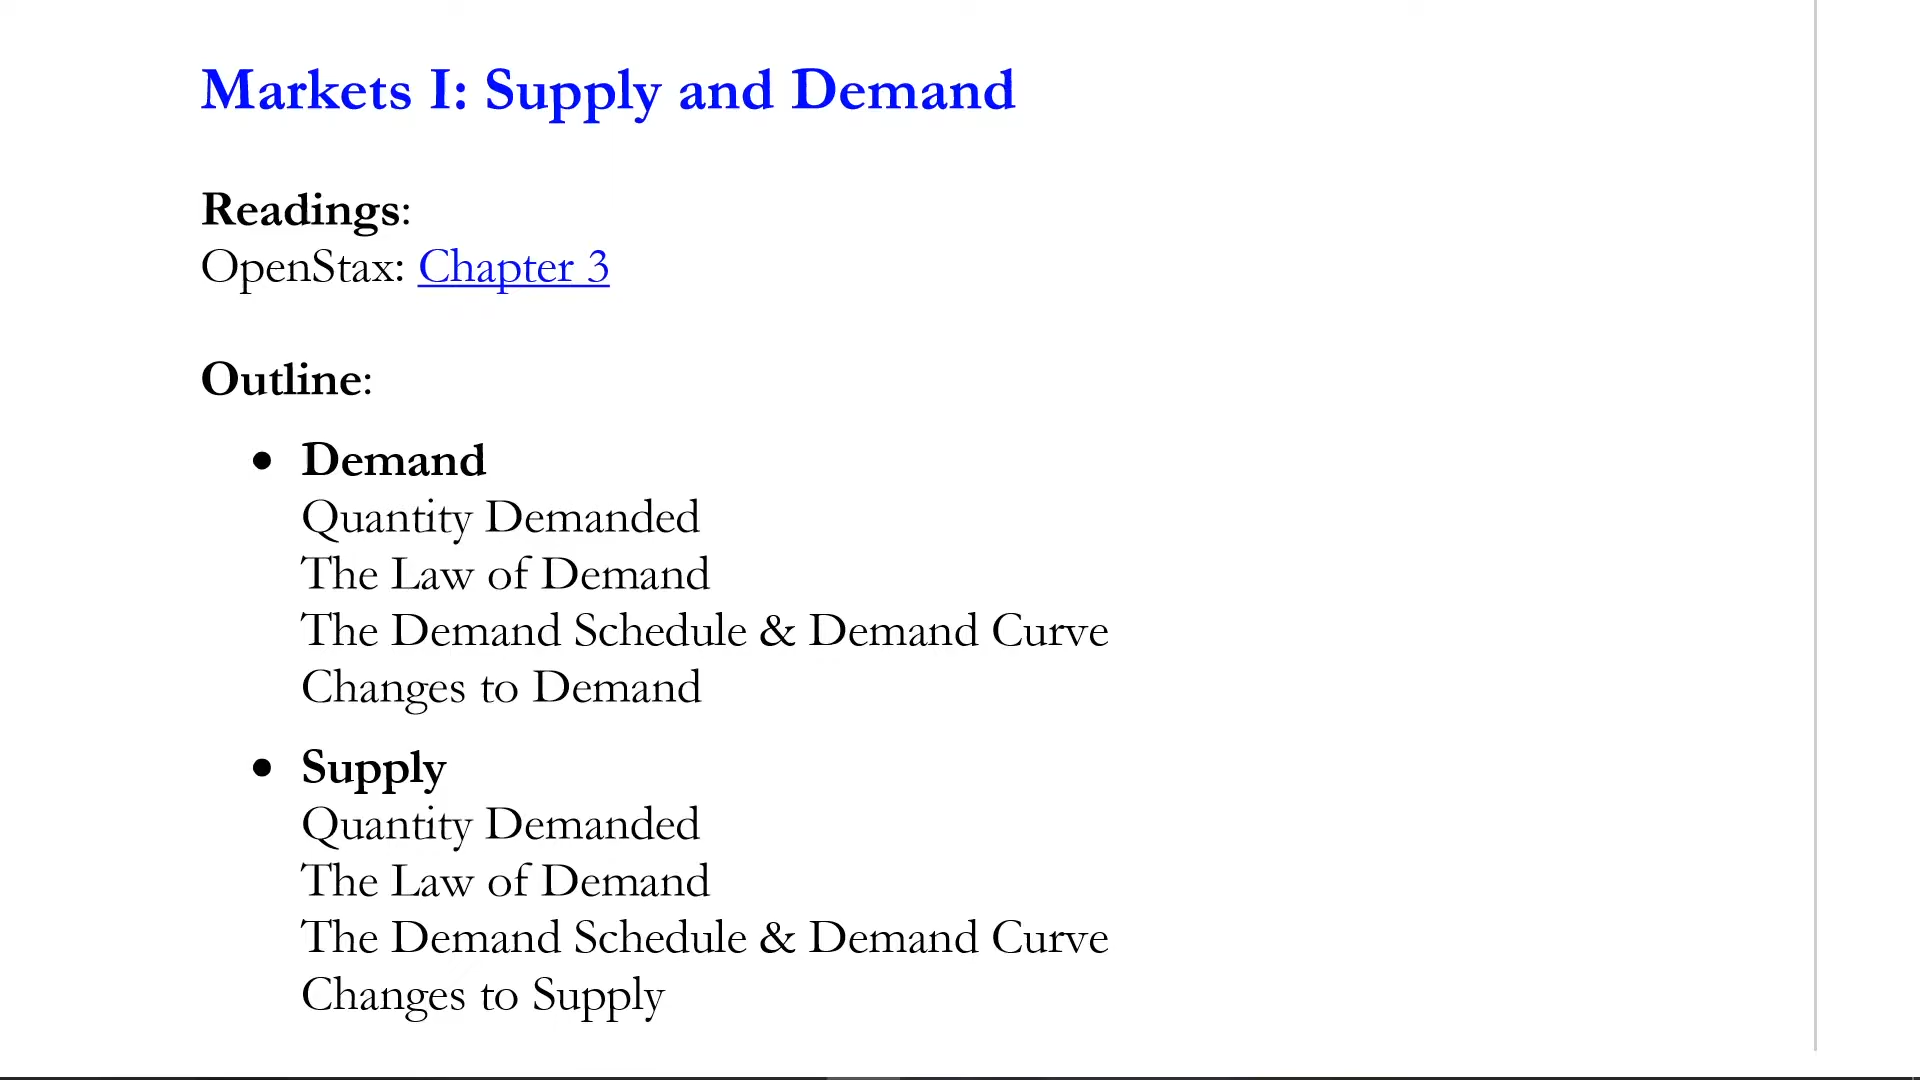 Markets I: Supply and Demand
Readings:
OpenStax: Chapter 3
Outline:
• Demand
Quantity Demanded
The Law of Demand
The Demand Schedule & Demand Curve
Changes to Demand
• Supply
Quantity Demanded
The Law of Demand
The Demand Schedule & Demand Curve
Changes to Supply